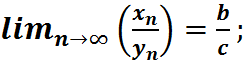 lim_{n→∞} (x_n / y_n) = b / c ;